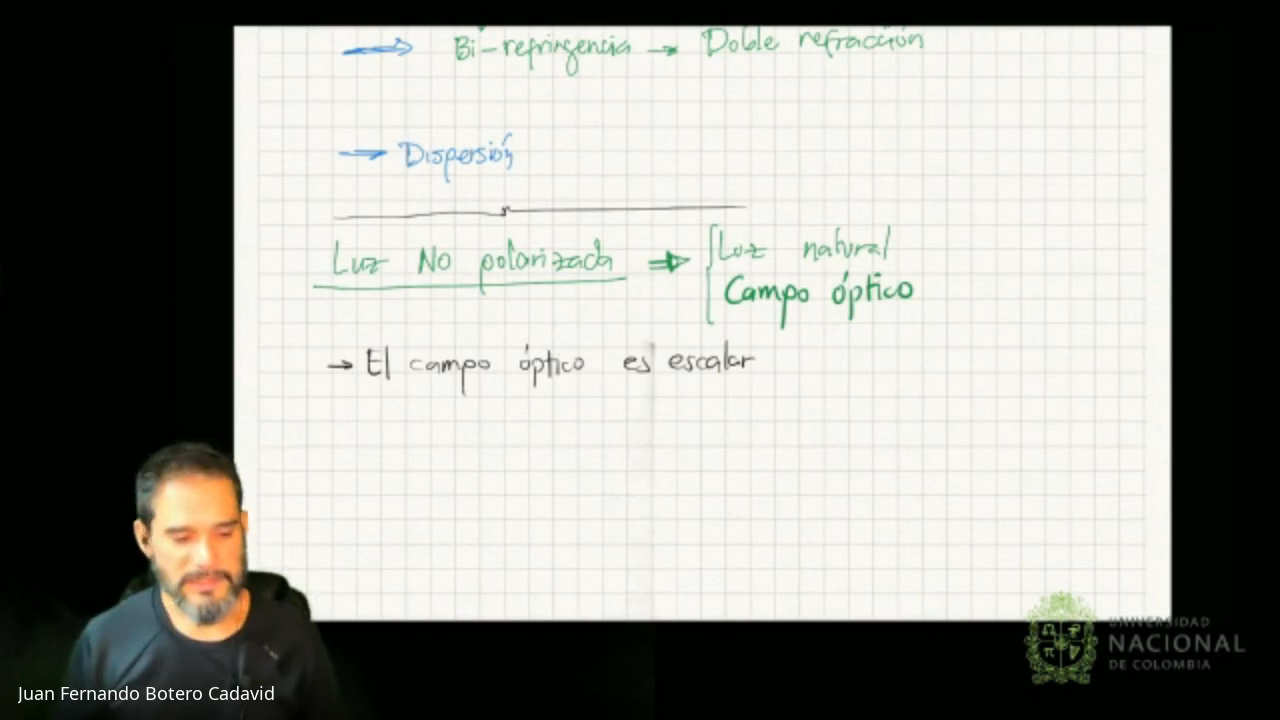 ⇒ Bi-refringencia → Doble refracción
→ Dispersión
Luz No polarizada ⇒ { Luz natural
Campo óptico
→ El campo óptico es escalar
UNIVERSIDAD
NACIONAL
DE COLOMBIA
Juan Fernando Botero Cadavid